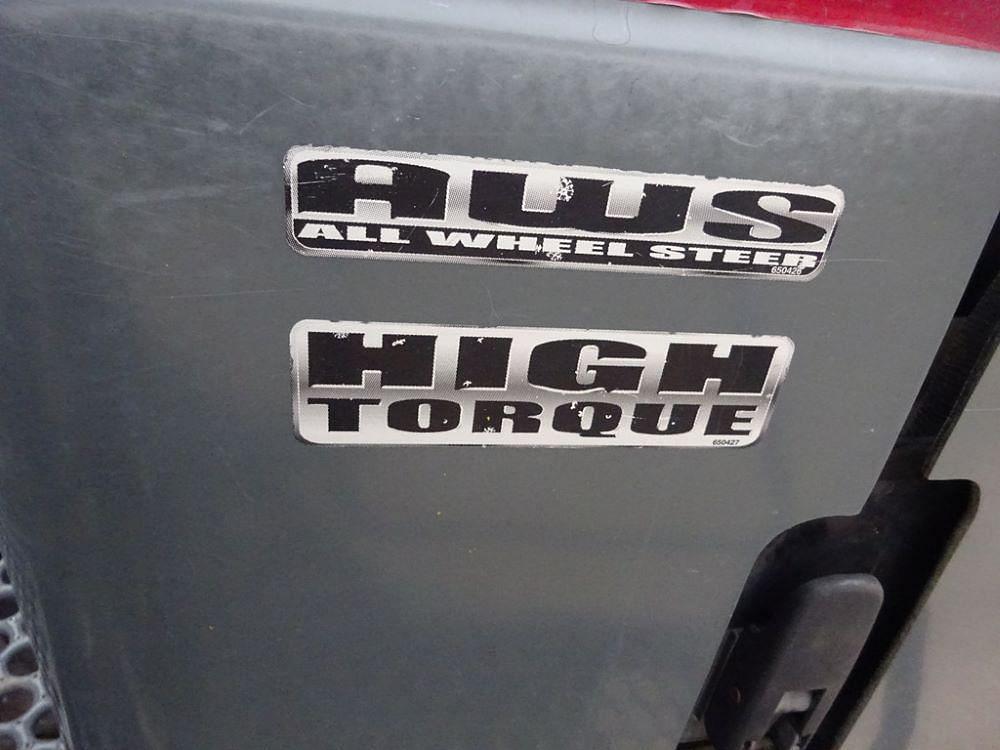 AWS
ALL WHEEL STEER
650426
HIGH
TORQUE
650427